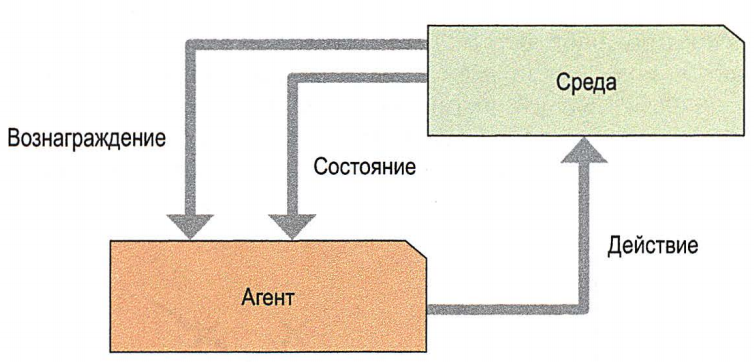 Среда
Вознаграждение
Состояние
Действие
Агент